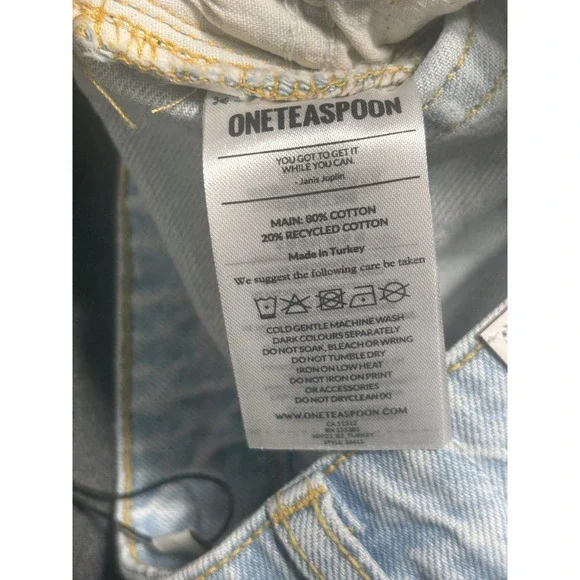 ONETEASPOON
YOU GOT TO GET IT
WHILE YOU CAN.
- Janis Joplin
MAIN: 80% COTTON
20% RECYCLED COTTON
Made in Turkey
We suggest the following care be taken
COLD GENTLE MACHINE WASH
DARK COLOURS SEPARATELY
DO NOT SOAK, BLEACH OR WRING
DO NOT TUMBLE DRY
IRON ON LOW HEAT
DO NOT IRON ON PRINT
OR ACCESSORIES
DO NOT DRYCLEAN (X)
WWW.ONETEASPOON.COM